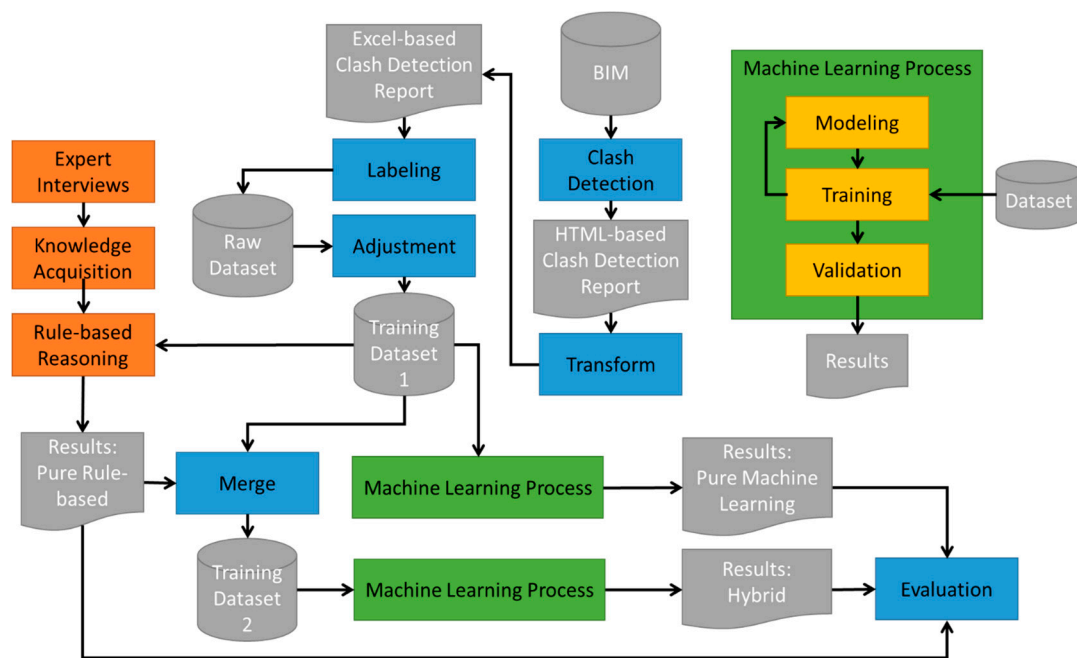 Excel-based
Clash Detection
Report
BIM
Machine Learning Process
Modeling
Training
Validation
Dataset
Results
Expert
Interviews
Knowledge
Acquisition
Rule-based
Reasoning
Labeling
Raw
Dataset
Adjustment
Clash
Detection
HTML-based
Clash Detection
Report
Transform
Training
Dataset
1
Results:
Pure Rule-
based
Merge
Machine Learning Process
Results:
Pure Machine
Learning
Training
Dataset
2
Machine Learning Process
Results:
Hybrid
Evaluation